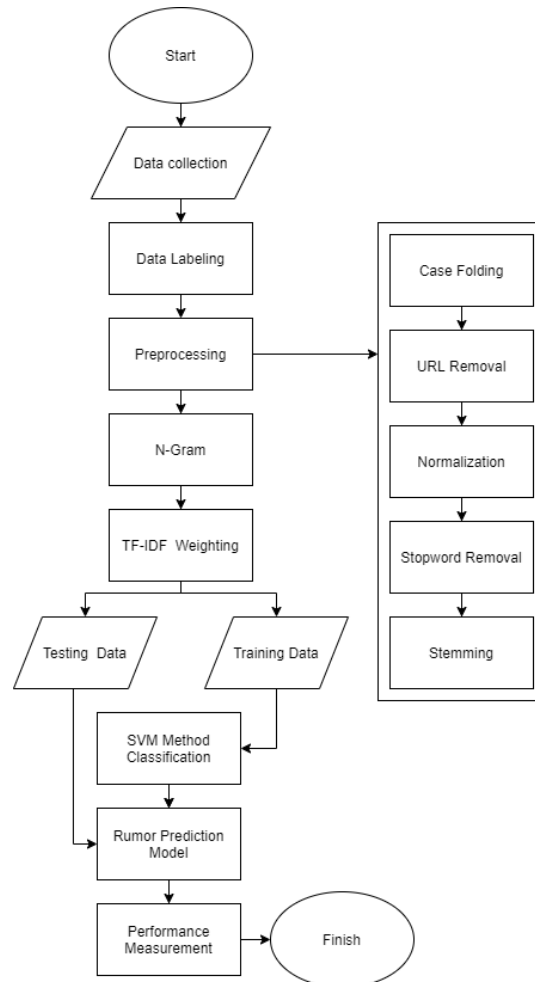 Start
Data collection
Data Labeling
Preprocessing
N-Gram
TF-IDF Weighting
Testing Data
Training Data
SVM Method
Classification
Rumor Prediction
Model
Performance
Measurement
Finish
Case Folding
URL Removal
Normalization
Stopword Removal
Stemming